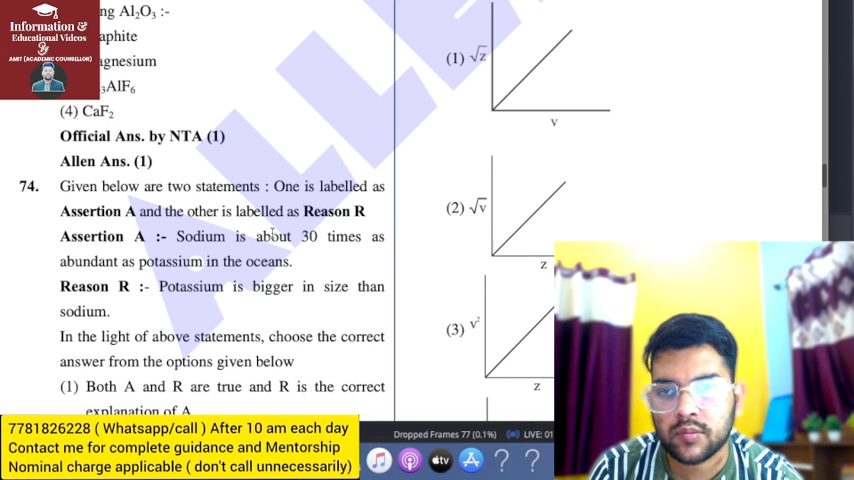 Information &
Educational Videos
By
AMIT (ACADEMIC COUNSELLOR)
ng Al₂O₃ :-
aphite
agnesium
₃AlF₆
(4) CaF₂
Official Ans. by NTA (1)
Allen Ans. (1)
74. Given below are two statements : One is labelled as
Assertion A and the other is labelled as Reason R
Assertion A :- Sodium is about 30 times as
abundant as potassium in the oceans.
Reason R :- Potassium is bigger in size than
sodium.
In the light of above statements, choose the correct
answer from the options given below
(1) Both A and R are true and R is the correct
explanation of A
(1) √z
v
(2) √v
z
(3) v²
z
ALLE
7781826228 ( Whatsapp/call ) After 10 am each day
Contact me for complete guidance and Mentorship
Nominal charge applicable ( don't call unnecessarily)
Dropped Frames 77 (0.1%) LIVE: 01
tv